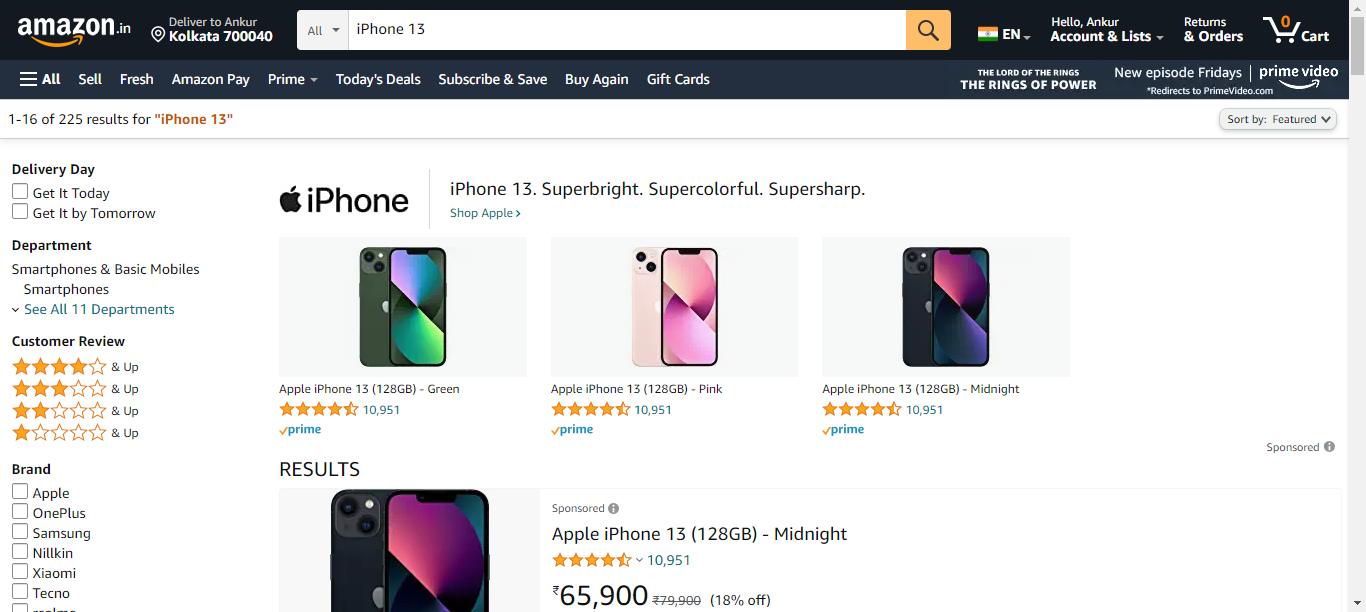 amazon.in
Deliver to Ankur
Kolkata 700040
All
iPhone 13
EN
Hello, Ankur
Account & Lists
Returns
& Orders
0
Cart
All
Sell
Fresh
Amazon Pay
Prime
Today's Deals
Subscribe & Save
Buy Again
Gift Cards
THE LORD OF THE RINGS
THE RINGS OF POWER
New episode Fridays
prime video
*Redirects to PrimeVideo.com
1-16 of 225 results for "iPhone 13"
Sort by: Featured
Delivery Day
Get It Today
Get It by Tomorrow
Department
Smartphones & Basic Mobiles
Smartphones
See All 11 Departments
Customer Review
& Up
& Up
& Up
& Up
Brand
Apple
OnePlus
Samsung
Nillkin
Xiaomi
Tecno
iPhone
iPhone 13. Superbright. Supercolorful. Supersharp.
Shop Apple
Apple iPhone 13 (128GB) - Green
10,951
prime
Apple iPhone 13 (128GB) - Pink
10,951
prime
Apple iPhone 13 (128GB) - Midnight
10,951
prime
Sponsored
RESULTS
Sponsored
Apple iPhone 13 (128GB) - Midnight
10,951
₹65,900 ₹79,900 (18% off)